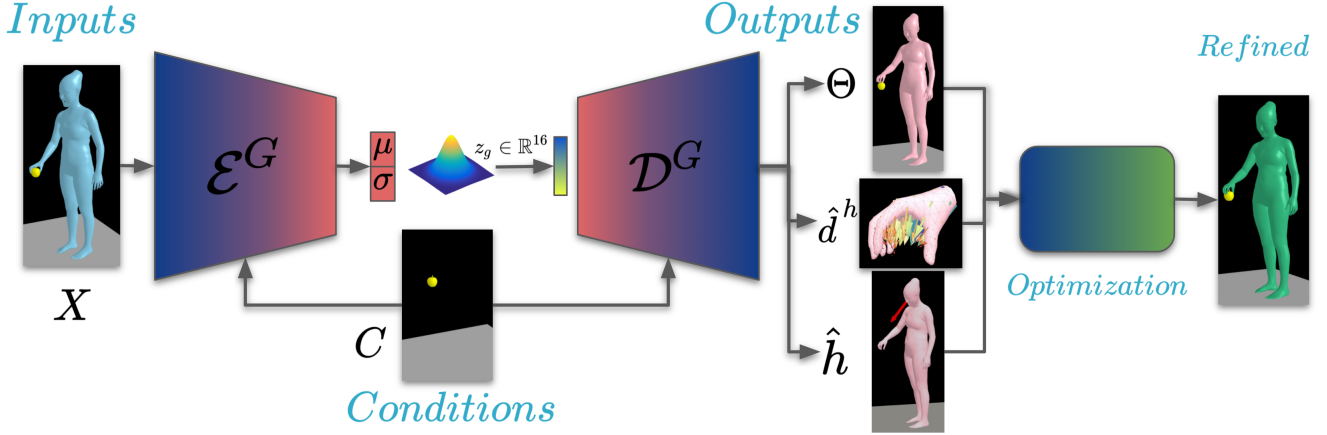 Inputs
Outputs
Refined
X
ℰ^G
μ
σ
z_g ∈ ℝ^16
𝒟^G
C
Conditions
Θ
d̂^h
ĥ
Optimization